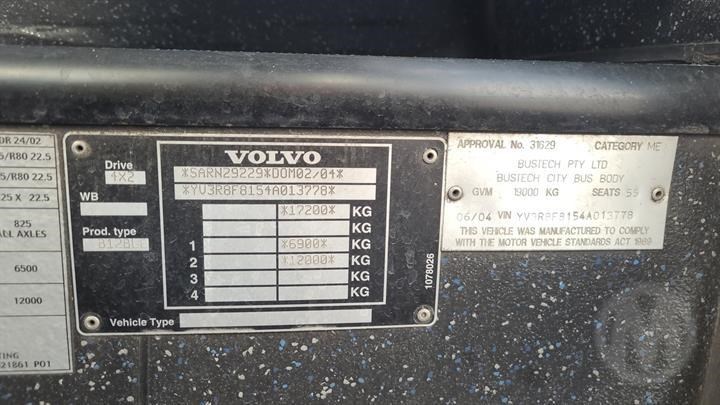 DR 24/02
5/R80 22.5
5/R80 22.5
25 X 22.5
825
ALL AXLES
6500
12000
TING
21861 P01
VOLVO
Drive
4X2
WB
Prod. type
*SARN29229*DOM02/04*
*YV3R8F8154A013778*
*17200* KG
KG
1 *6900* KG
2 *12000* KG
3 KG
4 KG
Vehicle Type
1078026
APPROVAL No. 31629 CATEGORY ME
BUSTECH PTY LTD
BUSTECH CITY BUS BODY
GVM 19000 KG SEATS 55
06/04 VIN YV3R8F8154A013778
THIS VEHICLE WAS MANUFACTURED TO COMPLY
WITH THE MOTOR VEHICLE STANDARDS ACT 1989